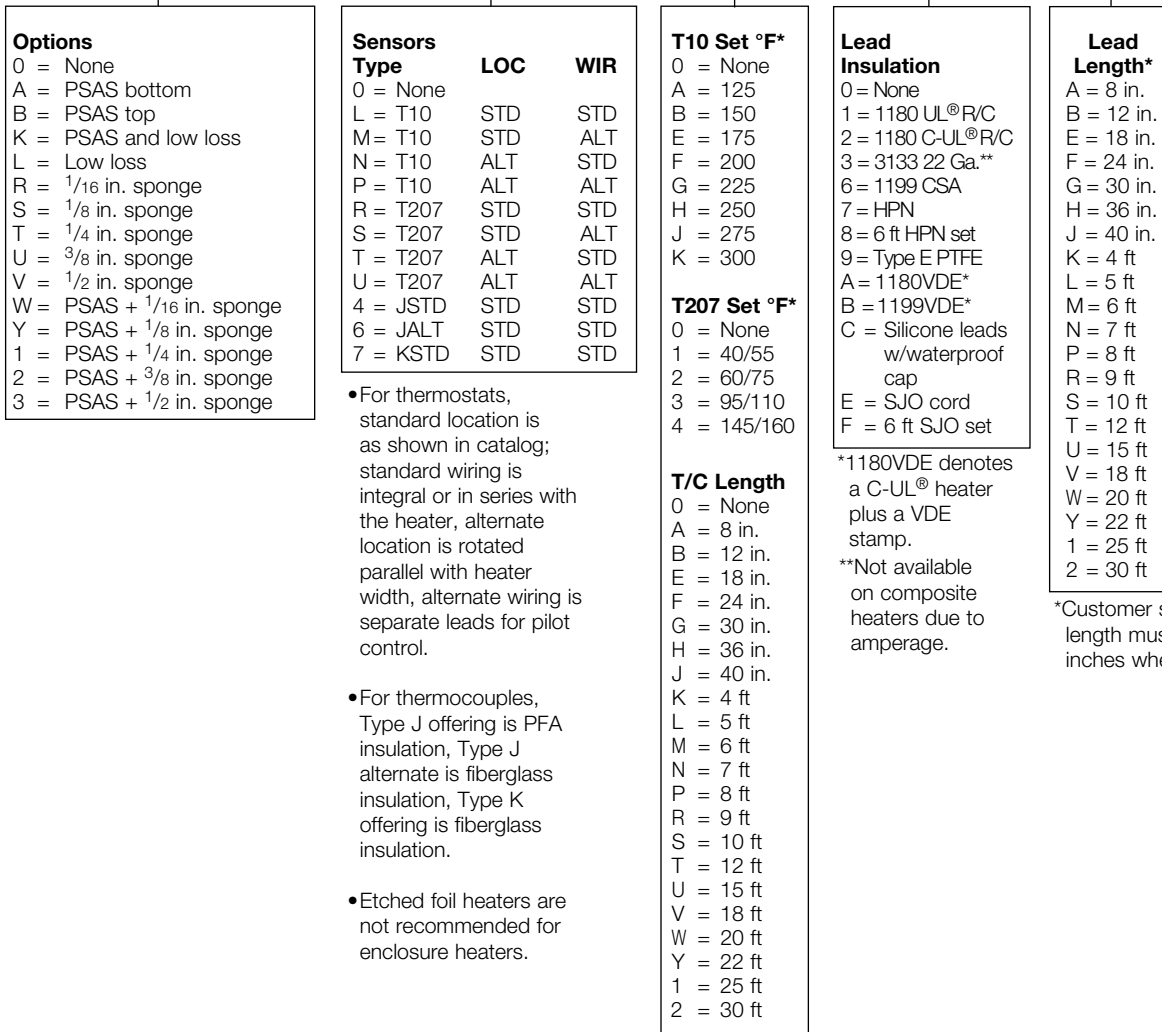 Options
0 = None
A = PSAS bottom
B = PSAS top
K = PSAS and low loss
L = Low loss
R = 1/16 in. sponge
S = 1/8 in. sponge
T = 1/4 in. sponge
U = 3/8 in. sponge
V = 1/2 in. sponge
W = PSAS + 1/16 in. sponge
Y = PSAS + 1/8 in. sponge
1 = PSAS + 1/4 in. sponge
2 = PSAS + 3/8 in. sponge
3 = PSAS + 1/2 in. sponge
Sensors
Type LOC WIR
0 = None
L = T10 STD STD
M = T10 STD ALT
N = T10 ALT STD
P = T10 ALT ALT
R = T207 STD STD
S = T207 STD ALT
T = T207 ALT STD
U = T207 ALT ALT
4 = JSTD STD STD
6 = JALT STD STD
7 = KSTD STD STD
•For thermostats,
standard location is
as shown in catalog;
standard wiring is
integral or in series with
the heater, alternate
location is rotated
parallel with heater
width, alternate wiring is
separate leads for pilot
control.
•For thermocouples,
Type J offering is PFA
insulation, Type J
alternate is fiberglass
insulation, Type K
offering is fiberglass
insulation.
•Etched foil heaters are
not recommended for
enclosure heaters.
T10 Set °F*
0 = None
A = 125
B = 150
E = 175
F = 200
G = 225
H = 250
J = 275
K = 300
T207 Set °F*
0 = None
1 = 40/55
2 = 60/75
3 = 95/110
4 = 145/160
T/C Length
0 = None
A = 8 in.
B = 12 in.
E = 18 in.
F = 24 in.
G = 30 in.
H = 36 in.
J = 40 in.
K = 4 ft
L = 5 ft
M = 6 ft
N = 7 ft
P = 8 ft
R = 9 ft
S = 10 ft
T = 12 ft
U = 15 ft
V = 18 ft
W = 20 ft
Y = 22 ft
1 = 25 ft
2 = 30 ft
Lead
Insulation
0 = None
1 = 1180 UL® R/C
2 = 1180 C-UL® R/C
3 = 3133 22 Ga.**
6 = 1199 CSA
7 = HPN
8 = 6 ft HPN set
9 = Type E PTFE
A = 1180VDE*
B = 1199VDE*
C = Silicone leads
w/waterproof
cap
E = SJO cord
F = 6 ft SJO set
*1180VDE denotes
a C-UL® heater
plus a VDE
stamp.
**Not available
on composite
heaters due to
amperage.
Lead
Length*
A = 8 in.
B = 12 in.
E = 18 in.
F = 24 in.
G = 30 in.
H = 36 in.
J = 40 in.
K = 4 ft
L = 5 ft
M = 6 ft
N = 7 ft
P = 8 ft
R = 9 ft
S = 10 ft
T = 12 ft
U = 15 ft
V = 18 ft
W = 20 ft
Y = 22 ft
1 = 25 ft
2 = 30 ft
*Customer
length
inches